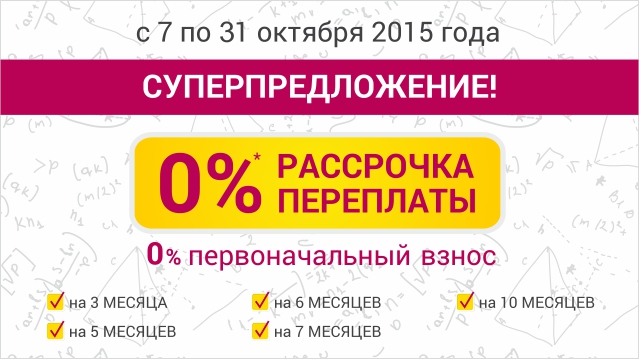 с 7 по 31 октября 2015 года
СУПЕРПРЕДЛОЖЕНИЕ!
0%* РАССРОЧКА
ПЕРЕПЛАТЫ
0% первоначальный взнос
на 3 МЕСЯЦА
на 6 МЕСЯЦЕВ
на 10 МЕСЯЦЕВ
на 5 МЕСЯЦЕВ
на 7 МЕСЯЦЕВ